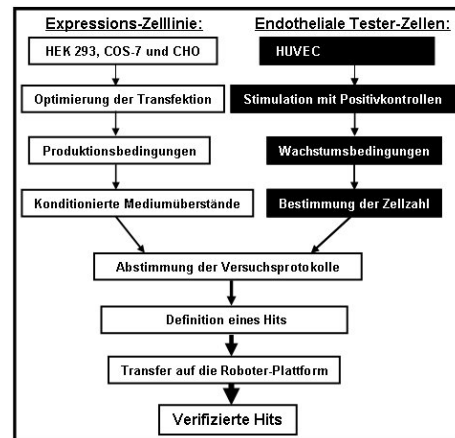 Expressions-Zelllinie:
HEK 293, COS-7 und CHO
Optimierung der Transfektion
Produktionsbedingungen
Konditionierte Mediumüberstände
Endotheliale Tester-Zellen:
HUVEC
Stimulation mit Positivkontrollen
Wachstumsbedingungen
Bestimmung der Zellzahl
Abstimmung der Versuchsprotokolle
Definition eines Hits
Transfer auf die Roboter-Plattform
Verifizierte Hits